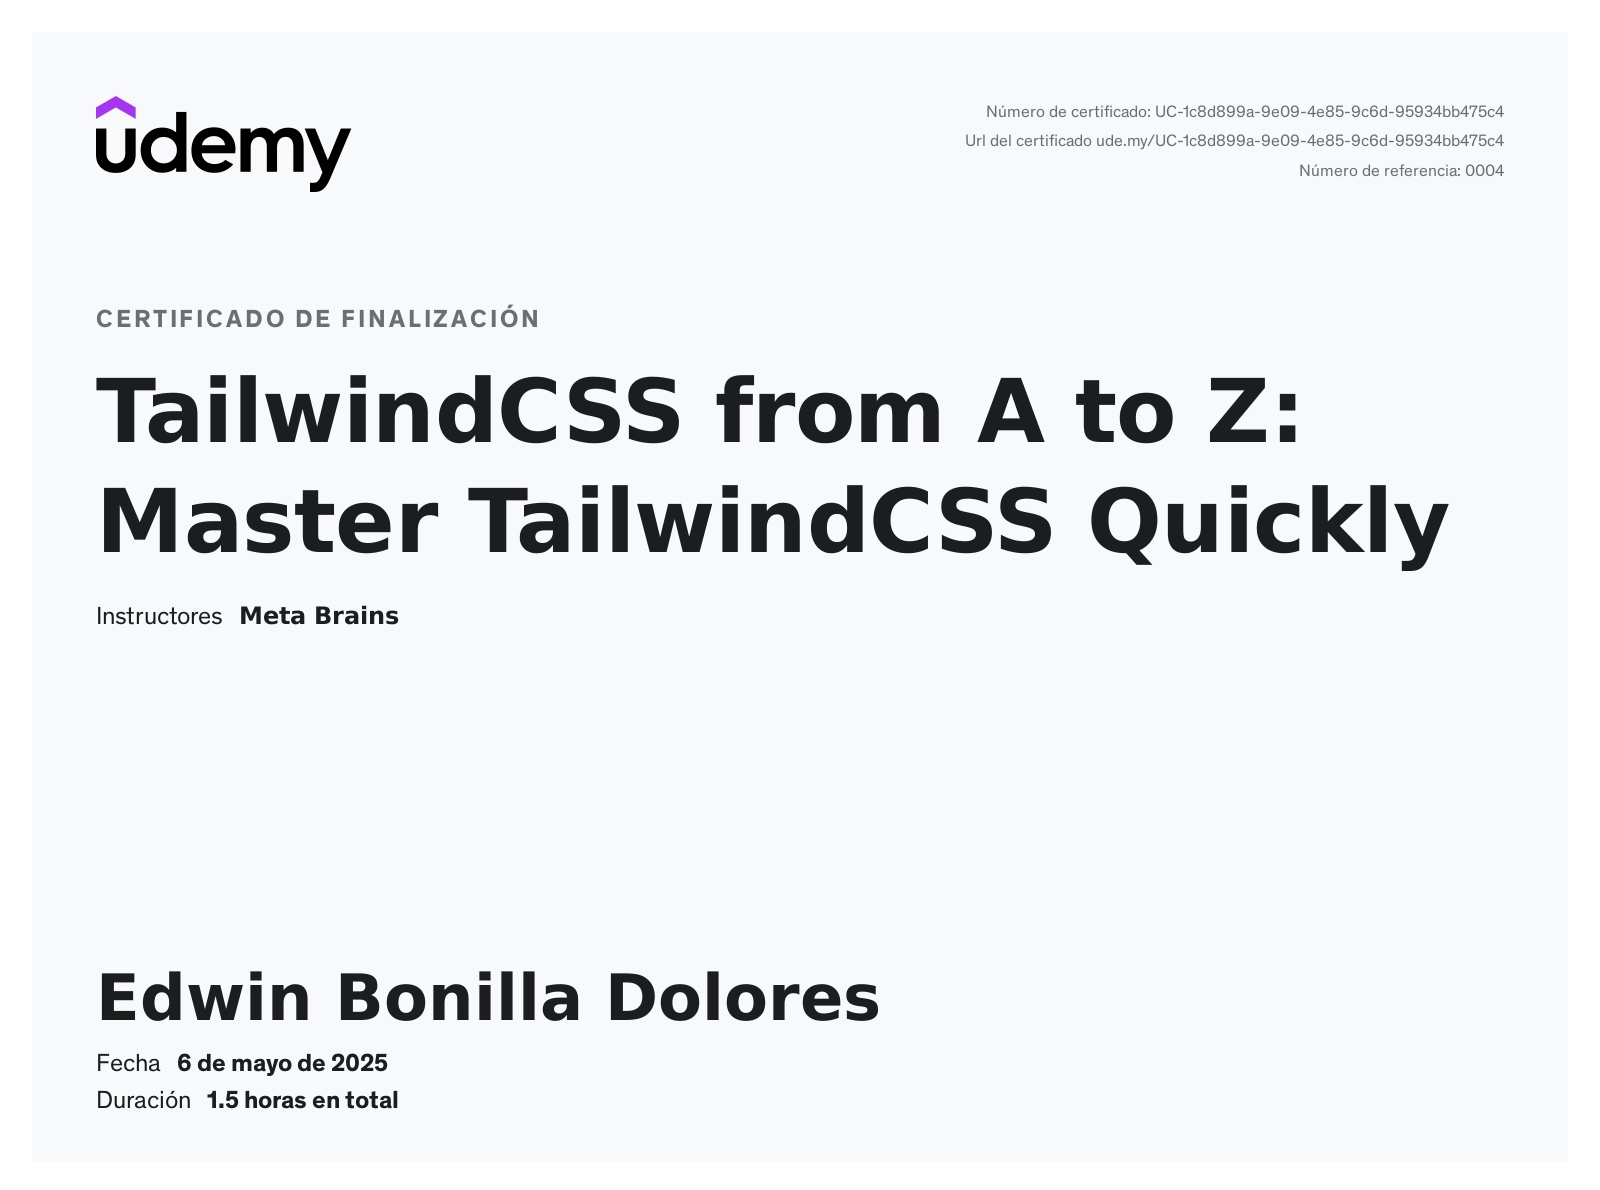 udemy
Número de certificado: UC-1c8d899a-9e09-4e85-9c6d-95934bb475c4
Url del certificado ude.my/UC-1c8d899a-9e09-4e85-9c6d-95934bb475c4
Número de referencia: 0004
CERTIFICADO DE FINALIZACIÓN
TailwindCSS from A to Z:
Master TailwindCSS Quickly
Instructores Meta Brains
Edwin Bonilla Dolores
Fecha 6 de mayo de 2025
Duración 1.5 horas en total